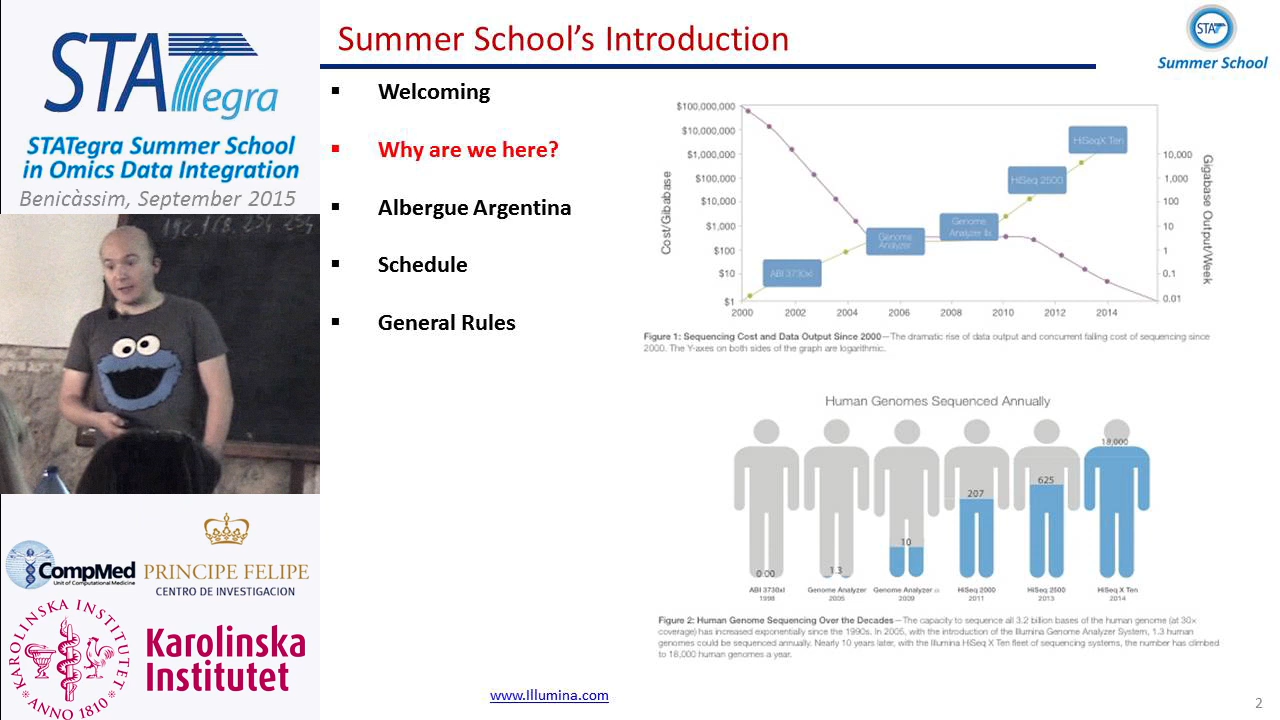 STATegra
STATegra Summer School
in Omics Data Integration
Benicàssim, September 2015
CompMed
Unit of Computational Medicine
PRINCIPE FELIPE
CENTRO DE INVESTIGACION
KAROLINSKA INSTITUTET
ANNO 1810
Karolinska
Institutet
Summer School’s Introduction
STAT
Summer School
▪ Welcoming
▪ Why are we here?
▪ Albergue Argentina
▪ Schedule
▪ General Rules
Cost/Gibabase
$100,000,000
$10,000,000
$1,000,000
$100,000
$10,000
$1,000
$100
$10
$1
HiSeqX Ten
HiSeq 2500
Genome
Analyzer IIx
Genome
Analyzer
ABI 3730xl
10,000
1,000
100
10
1
0.1
0.01
Gigabase Output/Week
2000 2002 2004 2006 2008 2010 2012 2014
Figure 1: Sequencing Cost and Data Output Since 2000—The dramatic rise of data output and concurrent falling cost of sequencing since
2000. The Y-axes on both sides of the graph are logarithmic.
Human Genomes Sequenced Annually
0.00 1.3 10 207 625 18,000
ABI 3730xl Genome Analyzer Genome Analyzer HiSeq 2000 HiSeq 2500 HiSeq X Ten
1998 2005 2009 2011 2013 2014
Figure 2: Human Genome Sequencing Over the Decades—The capacity to sequence all 3.2 billion bases of the human genome (at 30×
coverage) has increased exponentially since the 1990s. In 2005, with the introduction of the Illumina Genome Analyzer System, 1.3 human
genomes could be sequenced annually. Nearly 10 years later, with the Illumina HiSeq X Ten fleet of sequencing systems, the number has climbed
to 18,000 human genomes a year.
www.Illumina.com
2